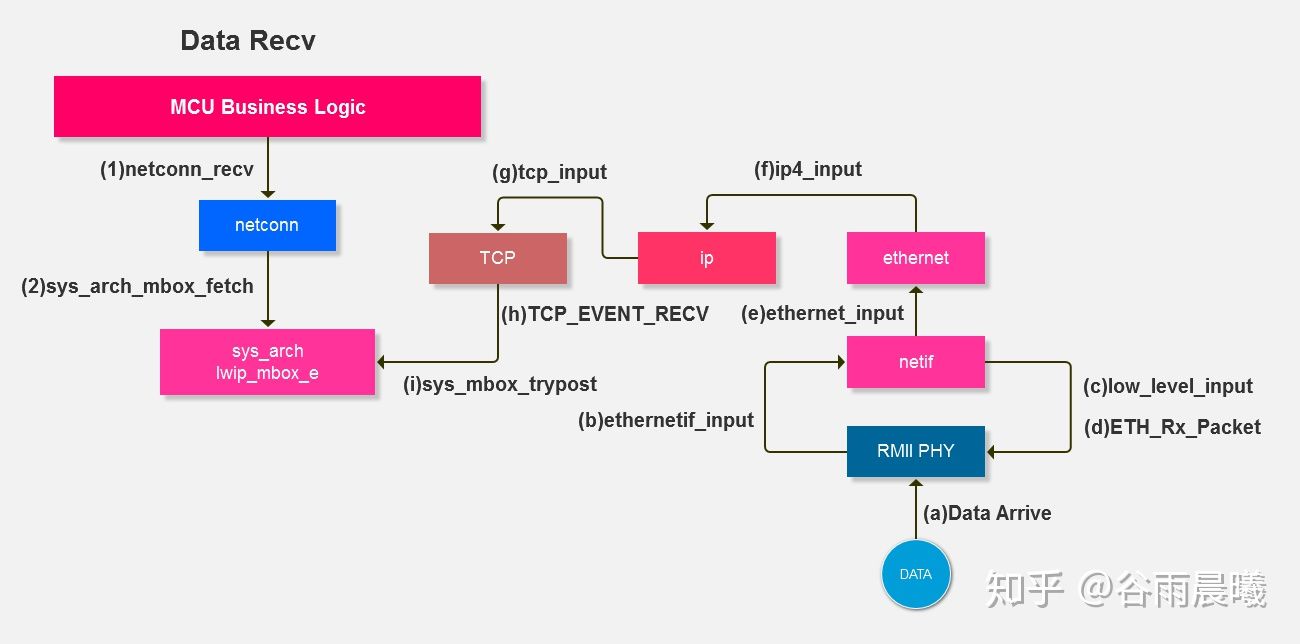 Data Recv
MCU Business Logic
(1)netconn_recv
netconn
(2)sys_arch_mbox_fetch
sys_arch
lwip_mbox_e
(g)tcp_input
TCP
(h)TCP_EVENT_RECV
(i)sys_mbox_trypost
(f)ip4_input
ip
ethernet
(e)ethernet_input
netif
(b)ethernetif_input
(c)low_level_input
(d)ETH_Rx_Packet
RMII PHY
(a)Data Arrive
DATA
知乎 @谷雨晨曦